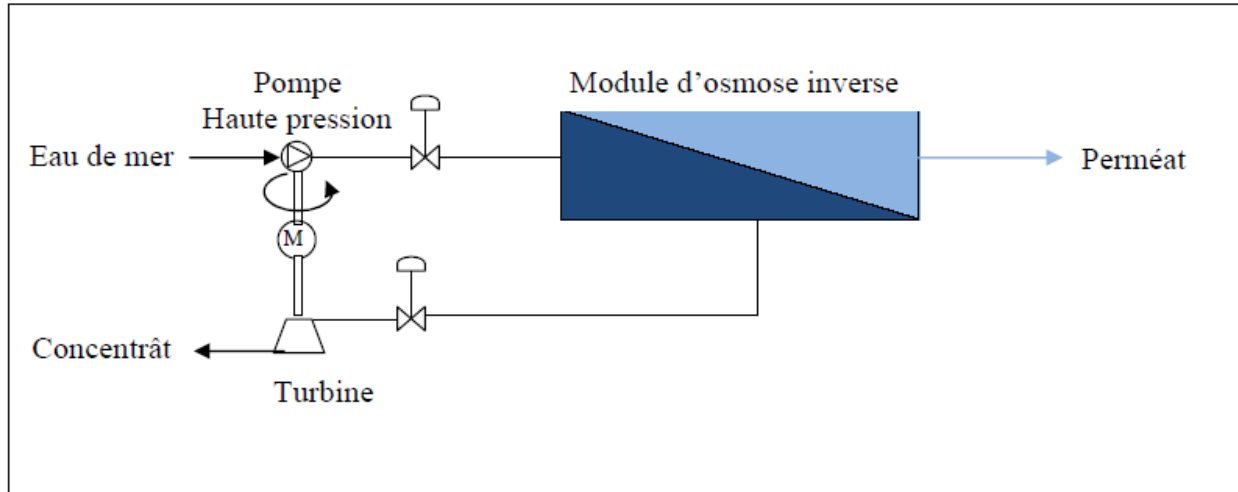 Pompe
Haute pression
Module d'osmose inverse
Eau de mer
Perméat
M
Concentrât
Turbine